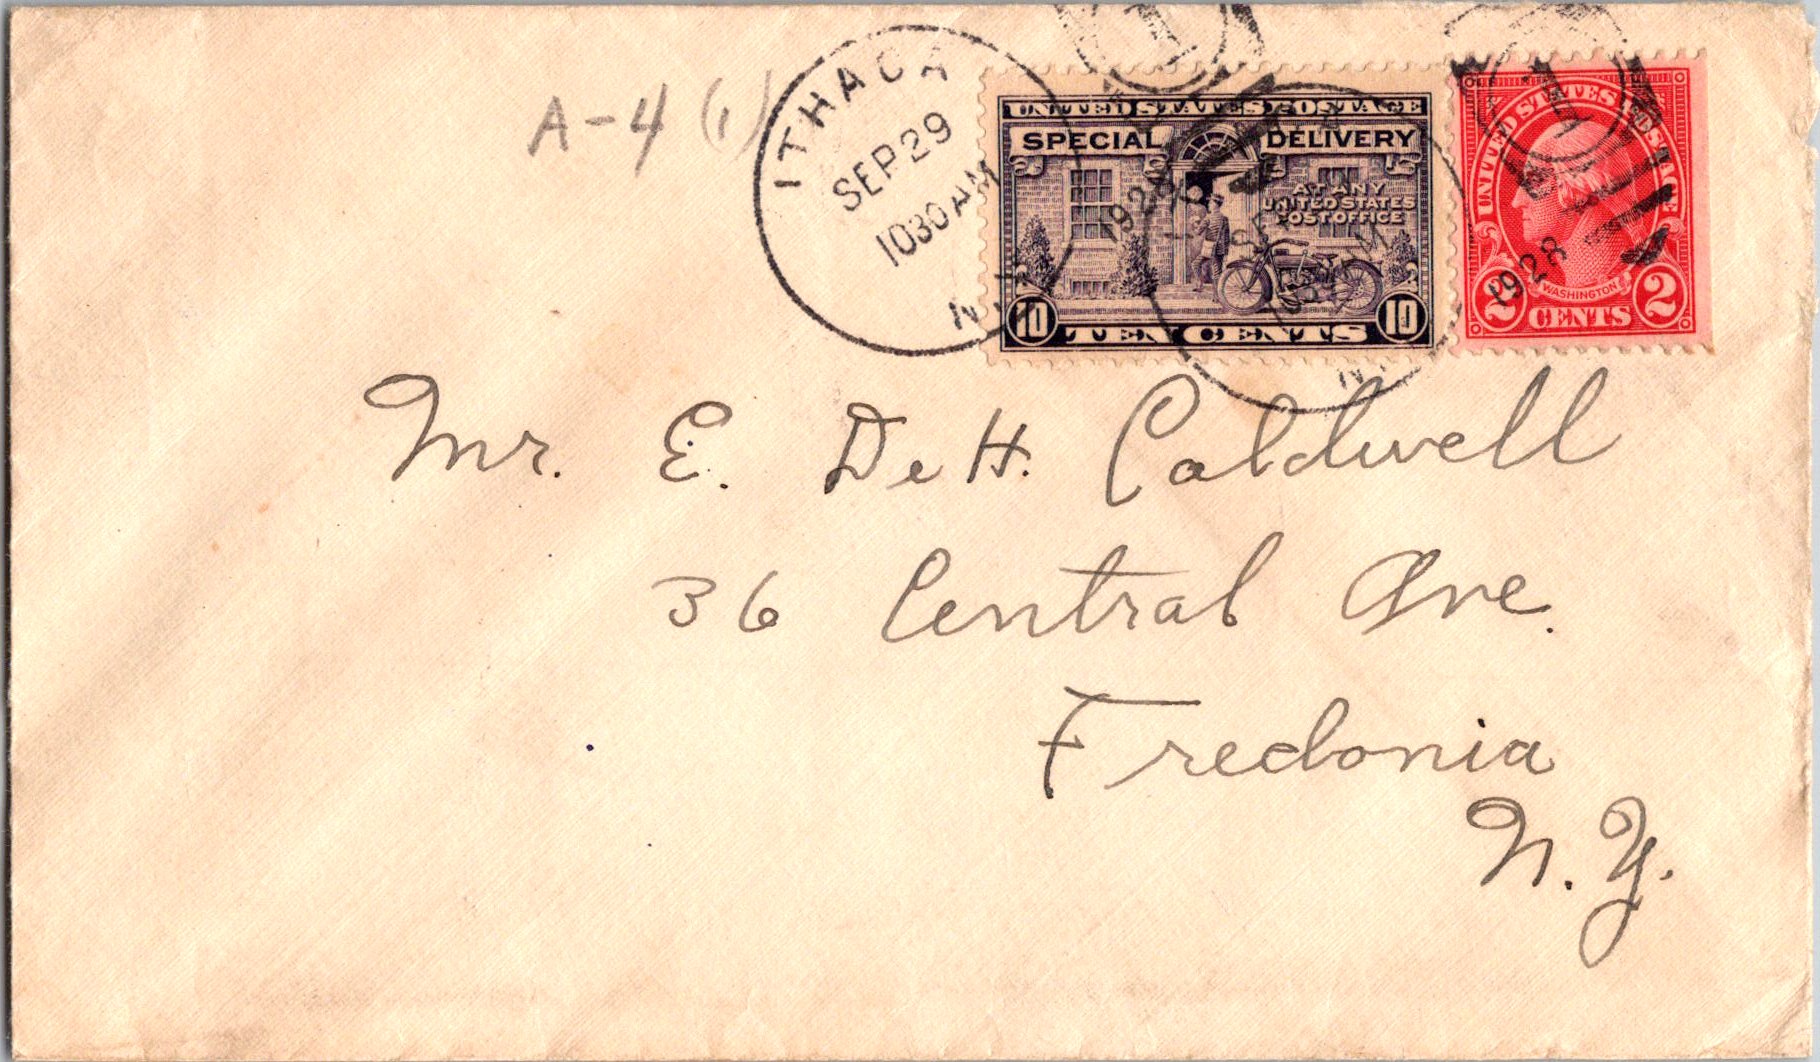 A-4 (1)
ITHACA
SEP 29
1030 AM
N.Y.
1928
UNITED STATES POSTAGE
SPECIAL DELIVERY
AT ANY
UNITED STATES
POST OFFICE
10 TEN CENTS 10
1928
UNITED STATES POSTAGE
WASHINGTON
2 CENTS 2
Mr. E. DeH. Caldwell
36 Central Ave.
Fredonia
N.Y.